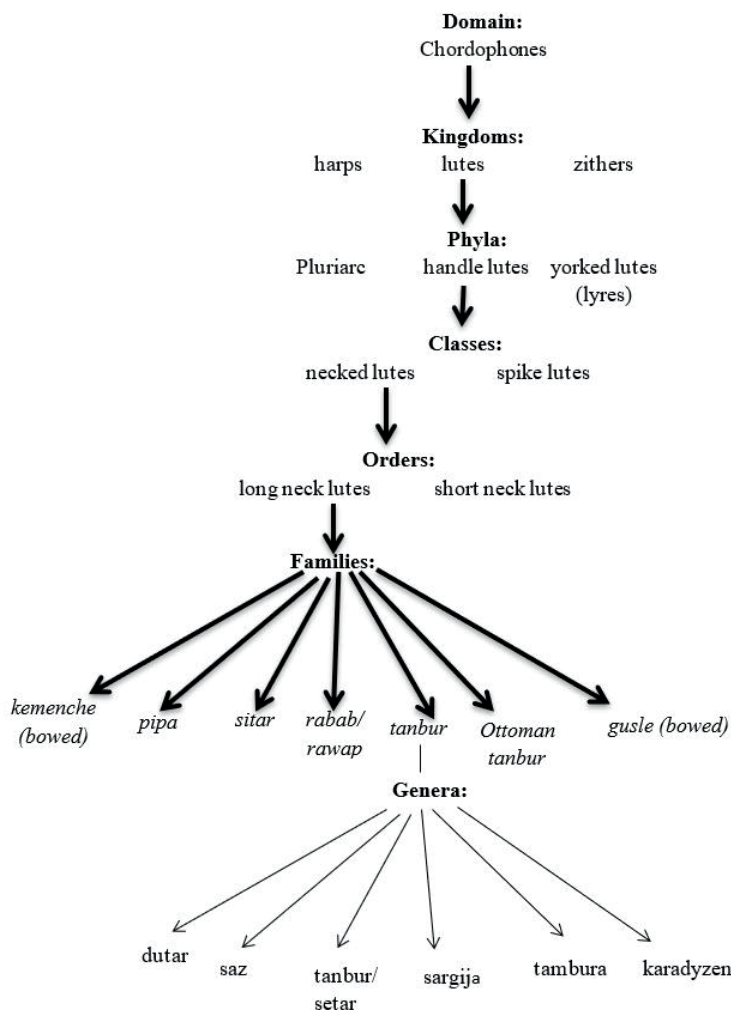 Domain:
Chordophones
Kingdoms:
harps lutes zithers
Phyla:
Pluriarc handle lutes yorked lutes
(lyres)
Classes:
necked lutes spike lutes
Orders:
long neck lutes short neck lutes
Families:
kemenche
(bowed)
pipa
sitar
rabab/
rawap
tanbur
Ottoman
tanbur
gusle (bowed)
Genera:
dutar
saz
tanbur/
setar
sargija
tambura
karadyzen